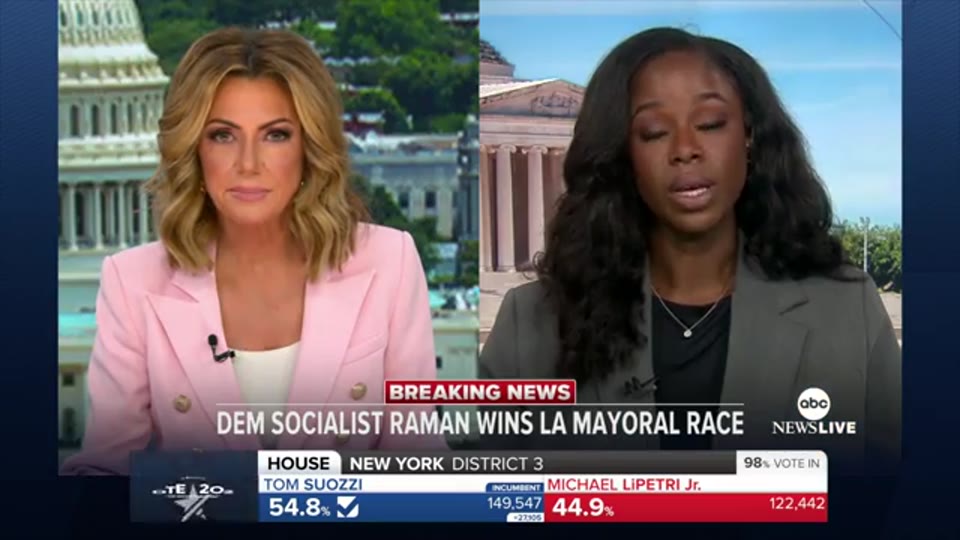 BREAKING NEWS
DEM SOCIALIST RAMAN WINS LA MAYORAL RACE
abc
NEWS LIVE
HOUSE NEW YORK DISTRICT 3 98% VOTE IN
TOM SUOZZI INCUMBENT MICHAEL LiPETRI Jr.
54.8% 149,547 44.9% 122,442
+27,105